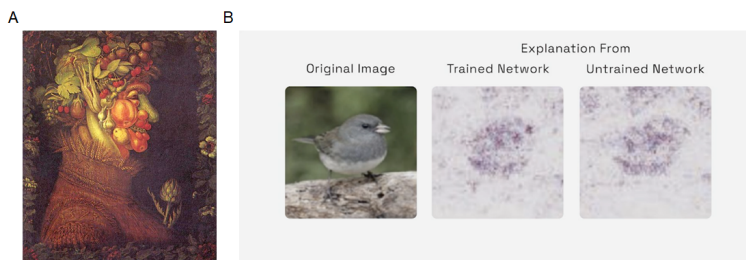 A
B
Explanation From
Original Image
Trained Network
Untrained Network